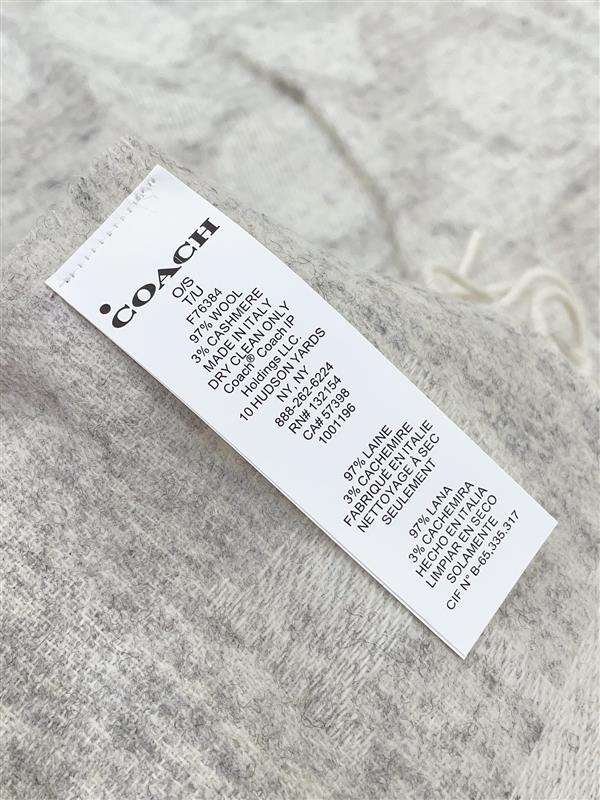 COACH
O/S
T/U
F76384
97% WOOL
3% CASHMERE
MADE IN ITALY
DRY CLEAN ONLY
Coach® Coach IP
Holdings LLC.
10 HUDSON YARDS
NY, NY
888-262-6224
RN# 132154
CA# 57398
1001196
97% LAINE
3% CACHEMIRE
FABRIQUÉ EN ITALIE
NETTOYAGE À SEC
SEULEMENT
97% LANA
3% CACHEMIRA
HECHO EN ITALIA
LIMPIAR EN SECO
SOLAMENTE
CIF N° B-65.335.317